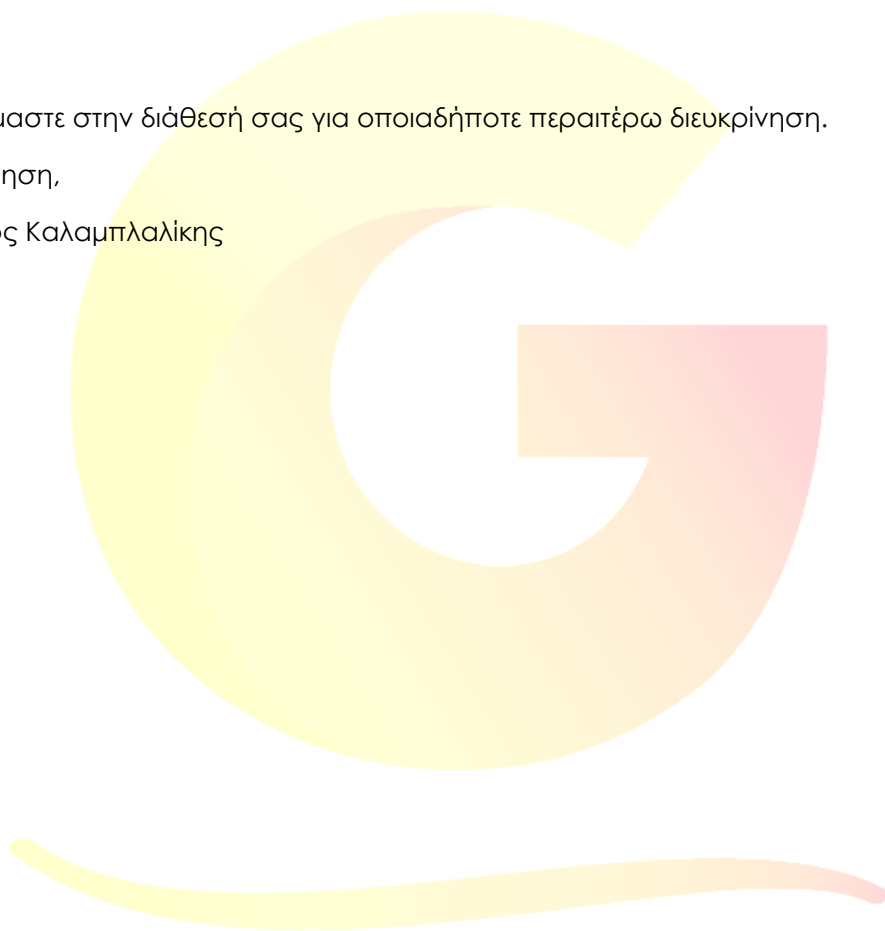 μαστε στην διάθεσή σας για οποιαδήποτε περαιτέρω διευκρίνηση.
ηση,
ος Καλαμπλαλίκης